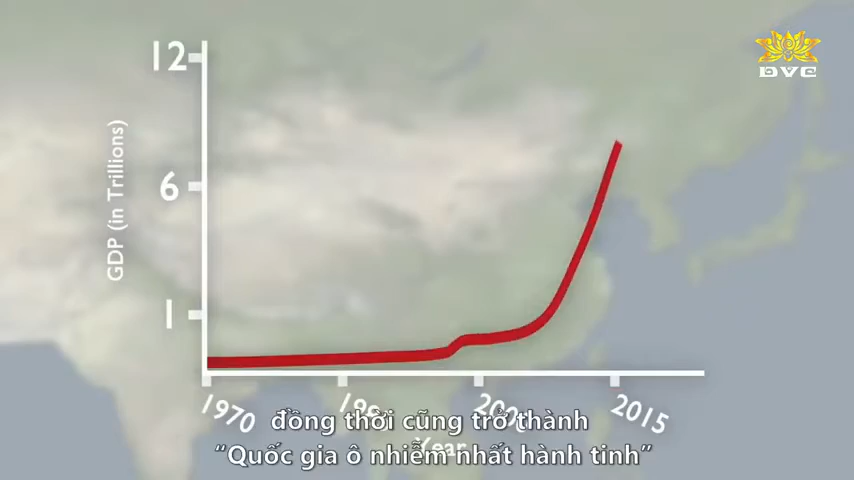 12
DVC
GDP (in Trillions)
6
1
1970
2015
đồng thời cũng trở thành
“Quốc gia ô nhiễm nhất hành tinh”